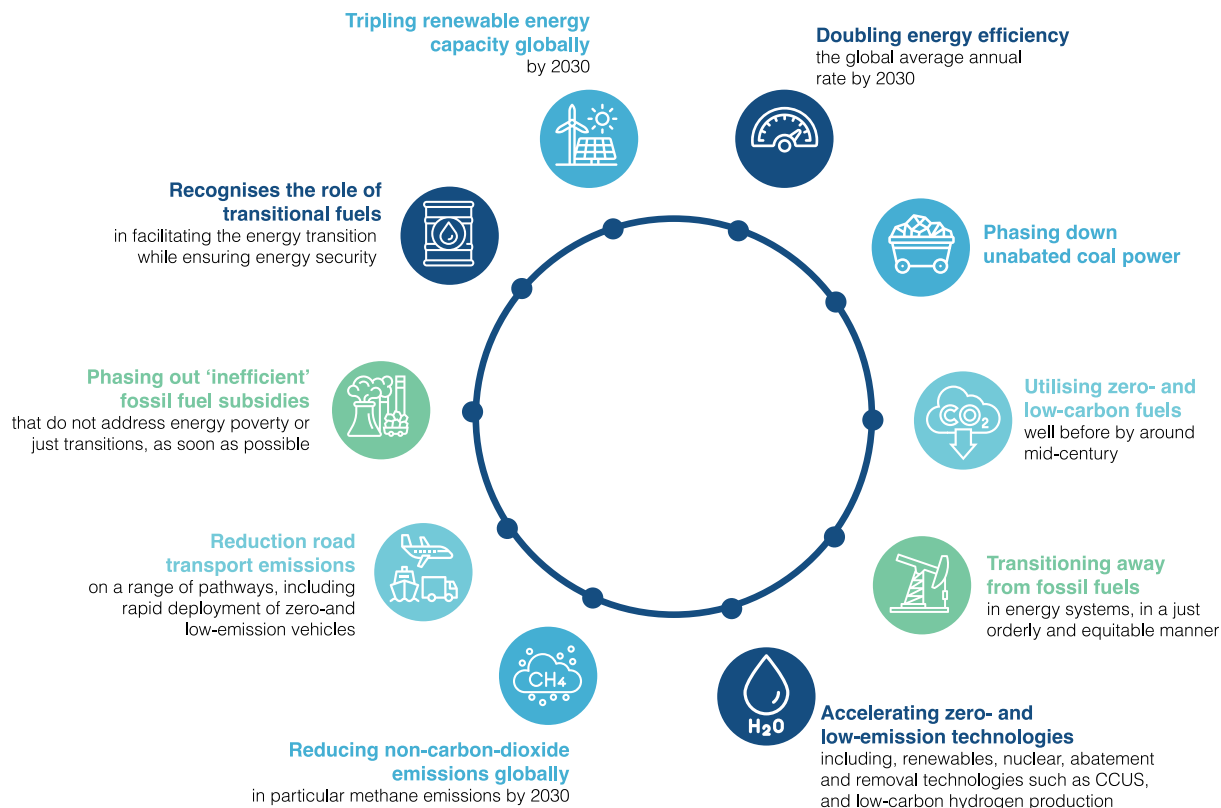 Tripling renewable energy
capacity globally
by 2030
Doubling energy efficiency
the global average annual
rate by 2030
Phasing down
unabated coal power
CO2
Utilising zero- and
low-carbon fuels
well before by around
mid-century
Transitioning away
from fossil fuels
in energy systems, in a just
orderly and equitable manner
H2O
Accelerating zero- and
low-emission technologies
including, renewables, nuclear, abatement
and removal technologies such as CCUS,
and low-carbon hydrogen production
CH4
Reducing non-carbon-dioxide
emissions globally
in particular methane emissions by 2030
Reduction road
transport emissions
on a range of pathways, including
rapid deployment of zero-and
low-emission vehicles
Phasing out ‘inefficient’
fossil fuel subsidies
that do not address energy poverty or
just transitions, as soon as possible
Recognises the role of
transitional fuels
in facilitating the energy transition
while ensuring energy security